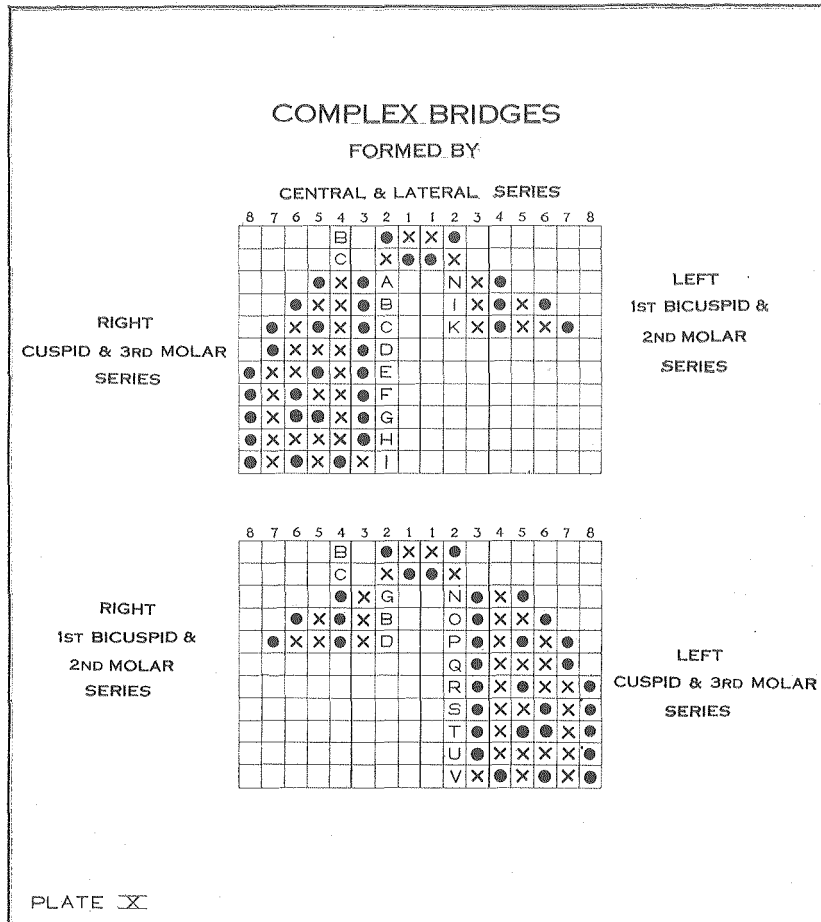 COMPLEX BRIDGES
FORMED BY
CENTRAL & LATERAL SERIES
8 7 6 5 4 3 2 1 1 2 3 4 5 6 7 8
B ● X X ●
C X ● ● X
● X ● A N X ●
● X X ● B I X ● X ●
● X ● X ● C K X ● X X ●
● X X X ● D
● X X ● X ● E
● X ● X X ● F
● X ● ● X ● G
● X X X X ● H
● X ● X ● X I
RIGHT
CUSPID & 3RD MOLAR
SERIES
LEFT
1ST BICUSPID &
2ND MOLAR
SERIES
8 7 6 5 4 3 2 1 1 2 3 4 5 6 7 8
B ● X X ●
C X ● ● X
● X G N ● X ●
● X ● X B O ● X X ●
● X X ● X D P ● X ● X ●
Q ● X X X ●
R ● X ● X X ●
S ● X X ● X ●
T ● X ● ● X ●
U ● X X X X ●
V X ● X ● X ●
RIGHT
1ST BICUSPID &
2ND MOLAR
SERIES
LEFT
CUSPID & 3RD MOLAR
SERIES
PLATE X